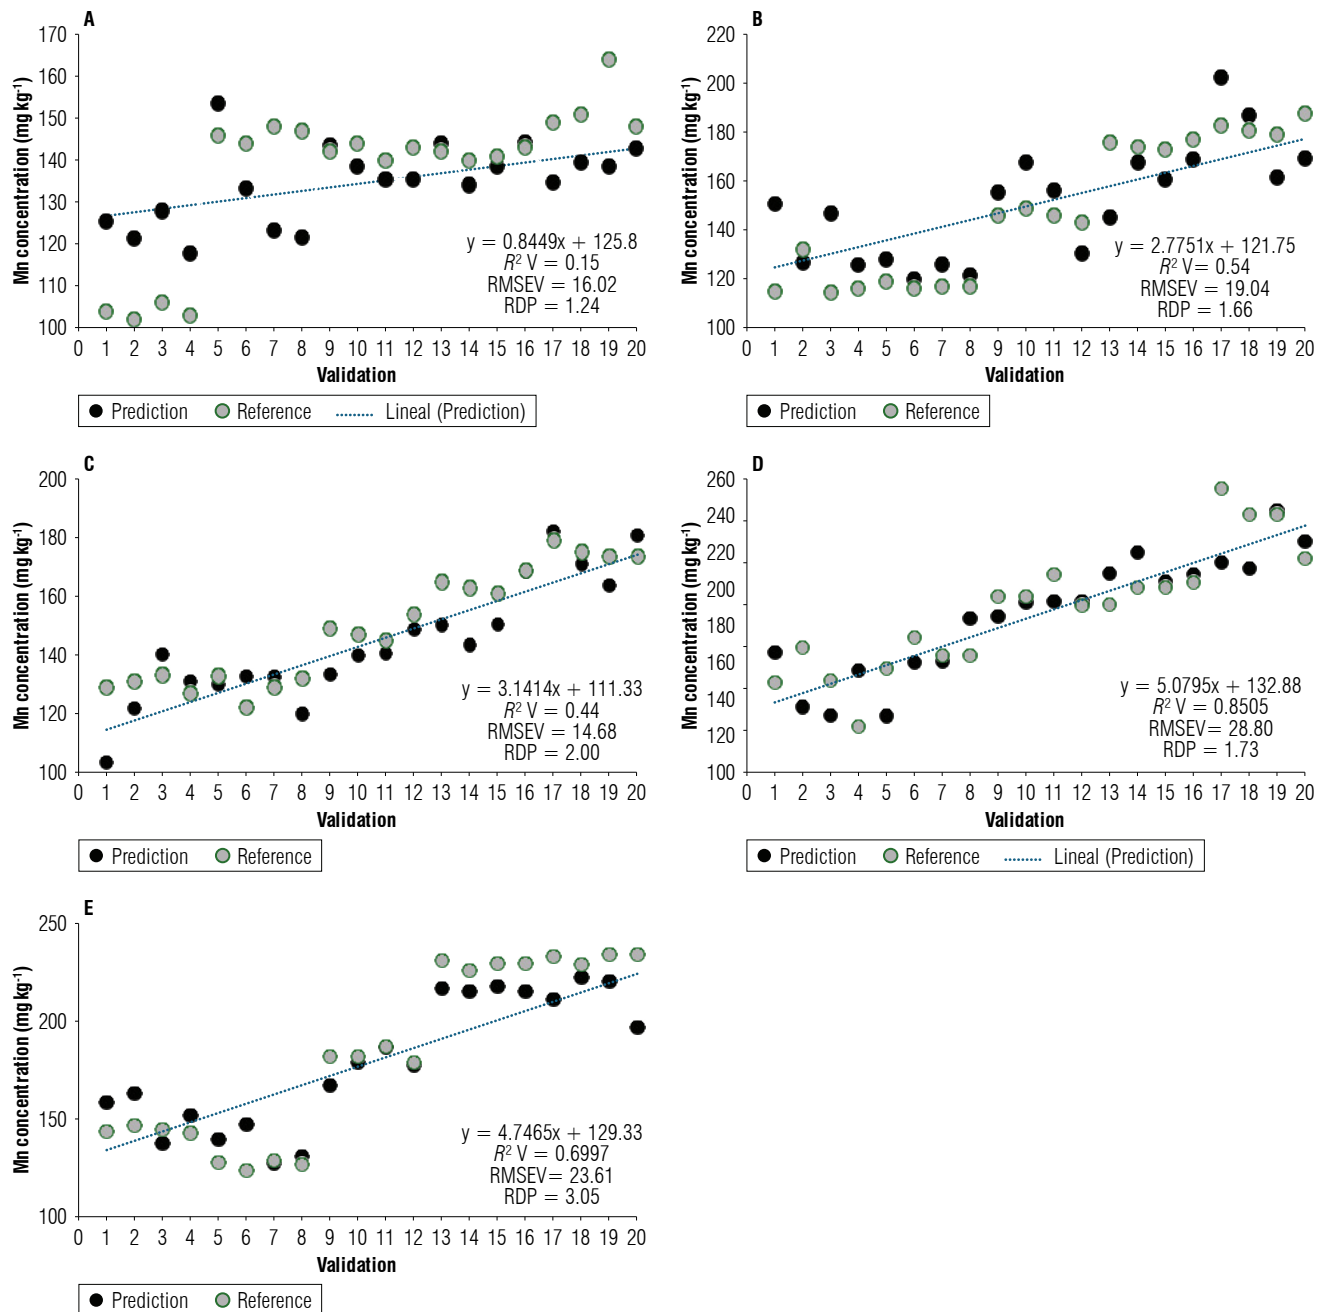 A
Mn concentration (mg kg-1)
170
160
150
140
130
120
110
100
y = 0.8449x + 125.8
R2 V = 0.15
RMSEV = 16.02
RDP = 1.24
0 1 2 3 4 5 6 7 8 9 10 11 12 13 14 15 16 17 18 19 20
Validation
Prediction Reference Lineal (Prediction)
B
Mn concentration (mg kg-1)
220
200
180
160
140
120
100
y = 2.7751x + 121.75
R2 V= 0.54
RMSEV = 19.04
RDP = 1.66
0 1 2 3 4 5 6 7 8 9 10 11 12 13 14 15 16 17 18 19 20
Validation
Prediction Reference
C
Mn concentration (mg kg-1)
200
180
160
140
120
100
y = 3.1414x + 111.33
R2 V = 0.44
RMSEV = 14.68
RDP = 2.00
0 1 2 3 4 5 6 7 8 9 10 11 12 13 14 15 16 17 18 19 20
Validation
Prediction Reference
D
Mn concentration (mg kg-1)
260
240
220
200
180
160
140
120
100
y = 5.0795x + 132.88
R2 V = 0.8505
RMSEV= 28.80
RDP = 1.73
0 1 2 3 4 5 6 7 8 9 10 11 12 13 14 15 16 17 18 19 20
Validation
Prediction Reference Lineal (Prediction)
E
Mn concentration (mg kg-1)
250
200
150
100
y = 4.7465x + 129.33
R2 V = 0.6997
RMSEV= 23.61
RDP = 3.05
0 1 2 3 4 5 6 7 8 9 10 11 12 13 14 15 16 17 18 19 20
Validation
Prediction Reference